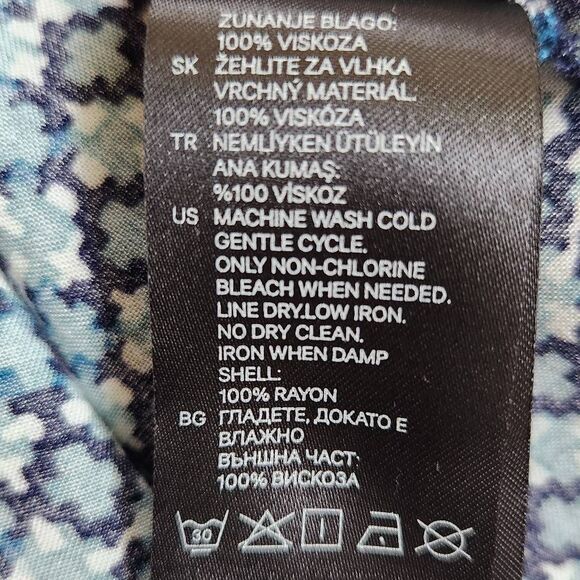 ZUNANJE BLAGO:
100% VISKOZA
SK ŽEHLITE ZA VLHKA
VRCHNÝ MATERIÁL
100% VISKÓZA
TR NEMLİYKEN ÜTÜLEYİN
ANA KUMAŞ:
%100 VİSKOZ
US MACHINE WASH COLD
GENTLE CYCLE.
ONLY NON-CHLORINE
BLEACH WHEN NEEDED.
LINE DRY.LOW IRON.
NO DRY CLEAN.
IRON WHEN DAMP
SHELL:
100% RAYON
BG ГЛАДЕТЕ, ДОКАТО Е
ВЛАЖНО
ВЪНШНА ЧАСТ:
100% ВИСКОЗА
30